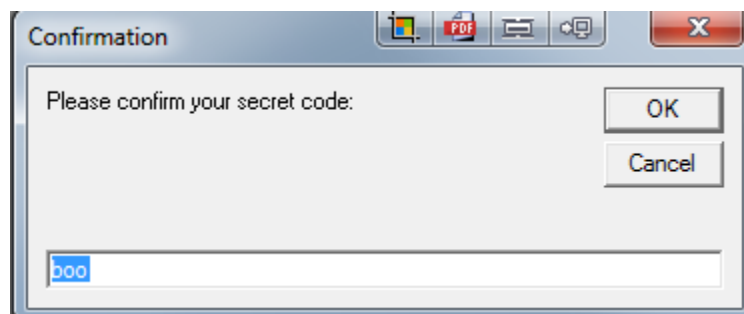 Confirmation
PDF
Please confirm your secret code:
OK
Cancel
boo